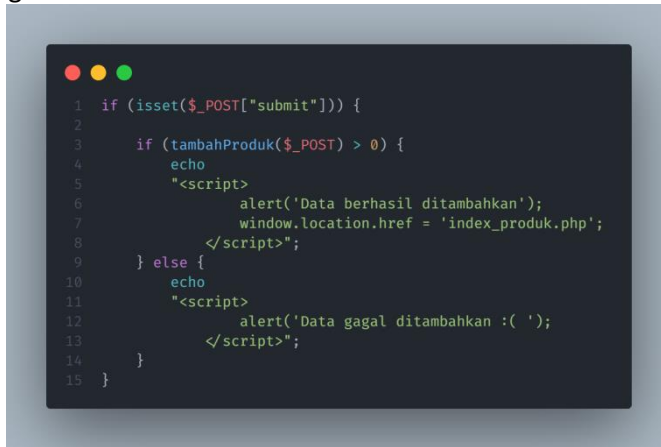 1 if (isset($_POST["submit"])) {
2
3     if (tambahProduk($_POST) > 0) {
4         echo
5         "<script>
6                 alert('Data berhasil ditambahkan');
7                 window.location.href = 'index_produk.php';
8             </script>";
9     } else {
10         echo
11         "<script>
12                 alert('Data gagal ditambahkan :( ');
13             </script>";
14     }
15 }